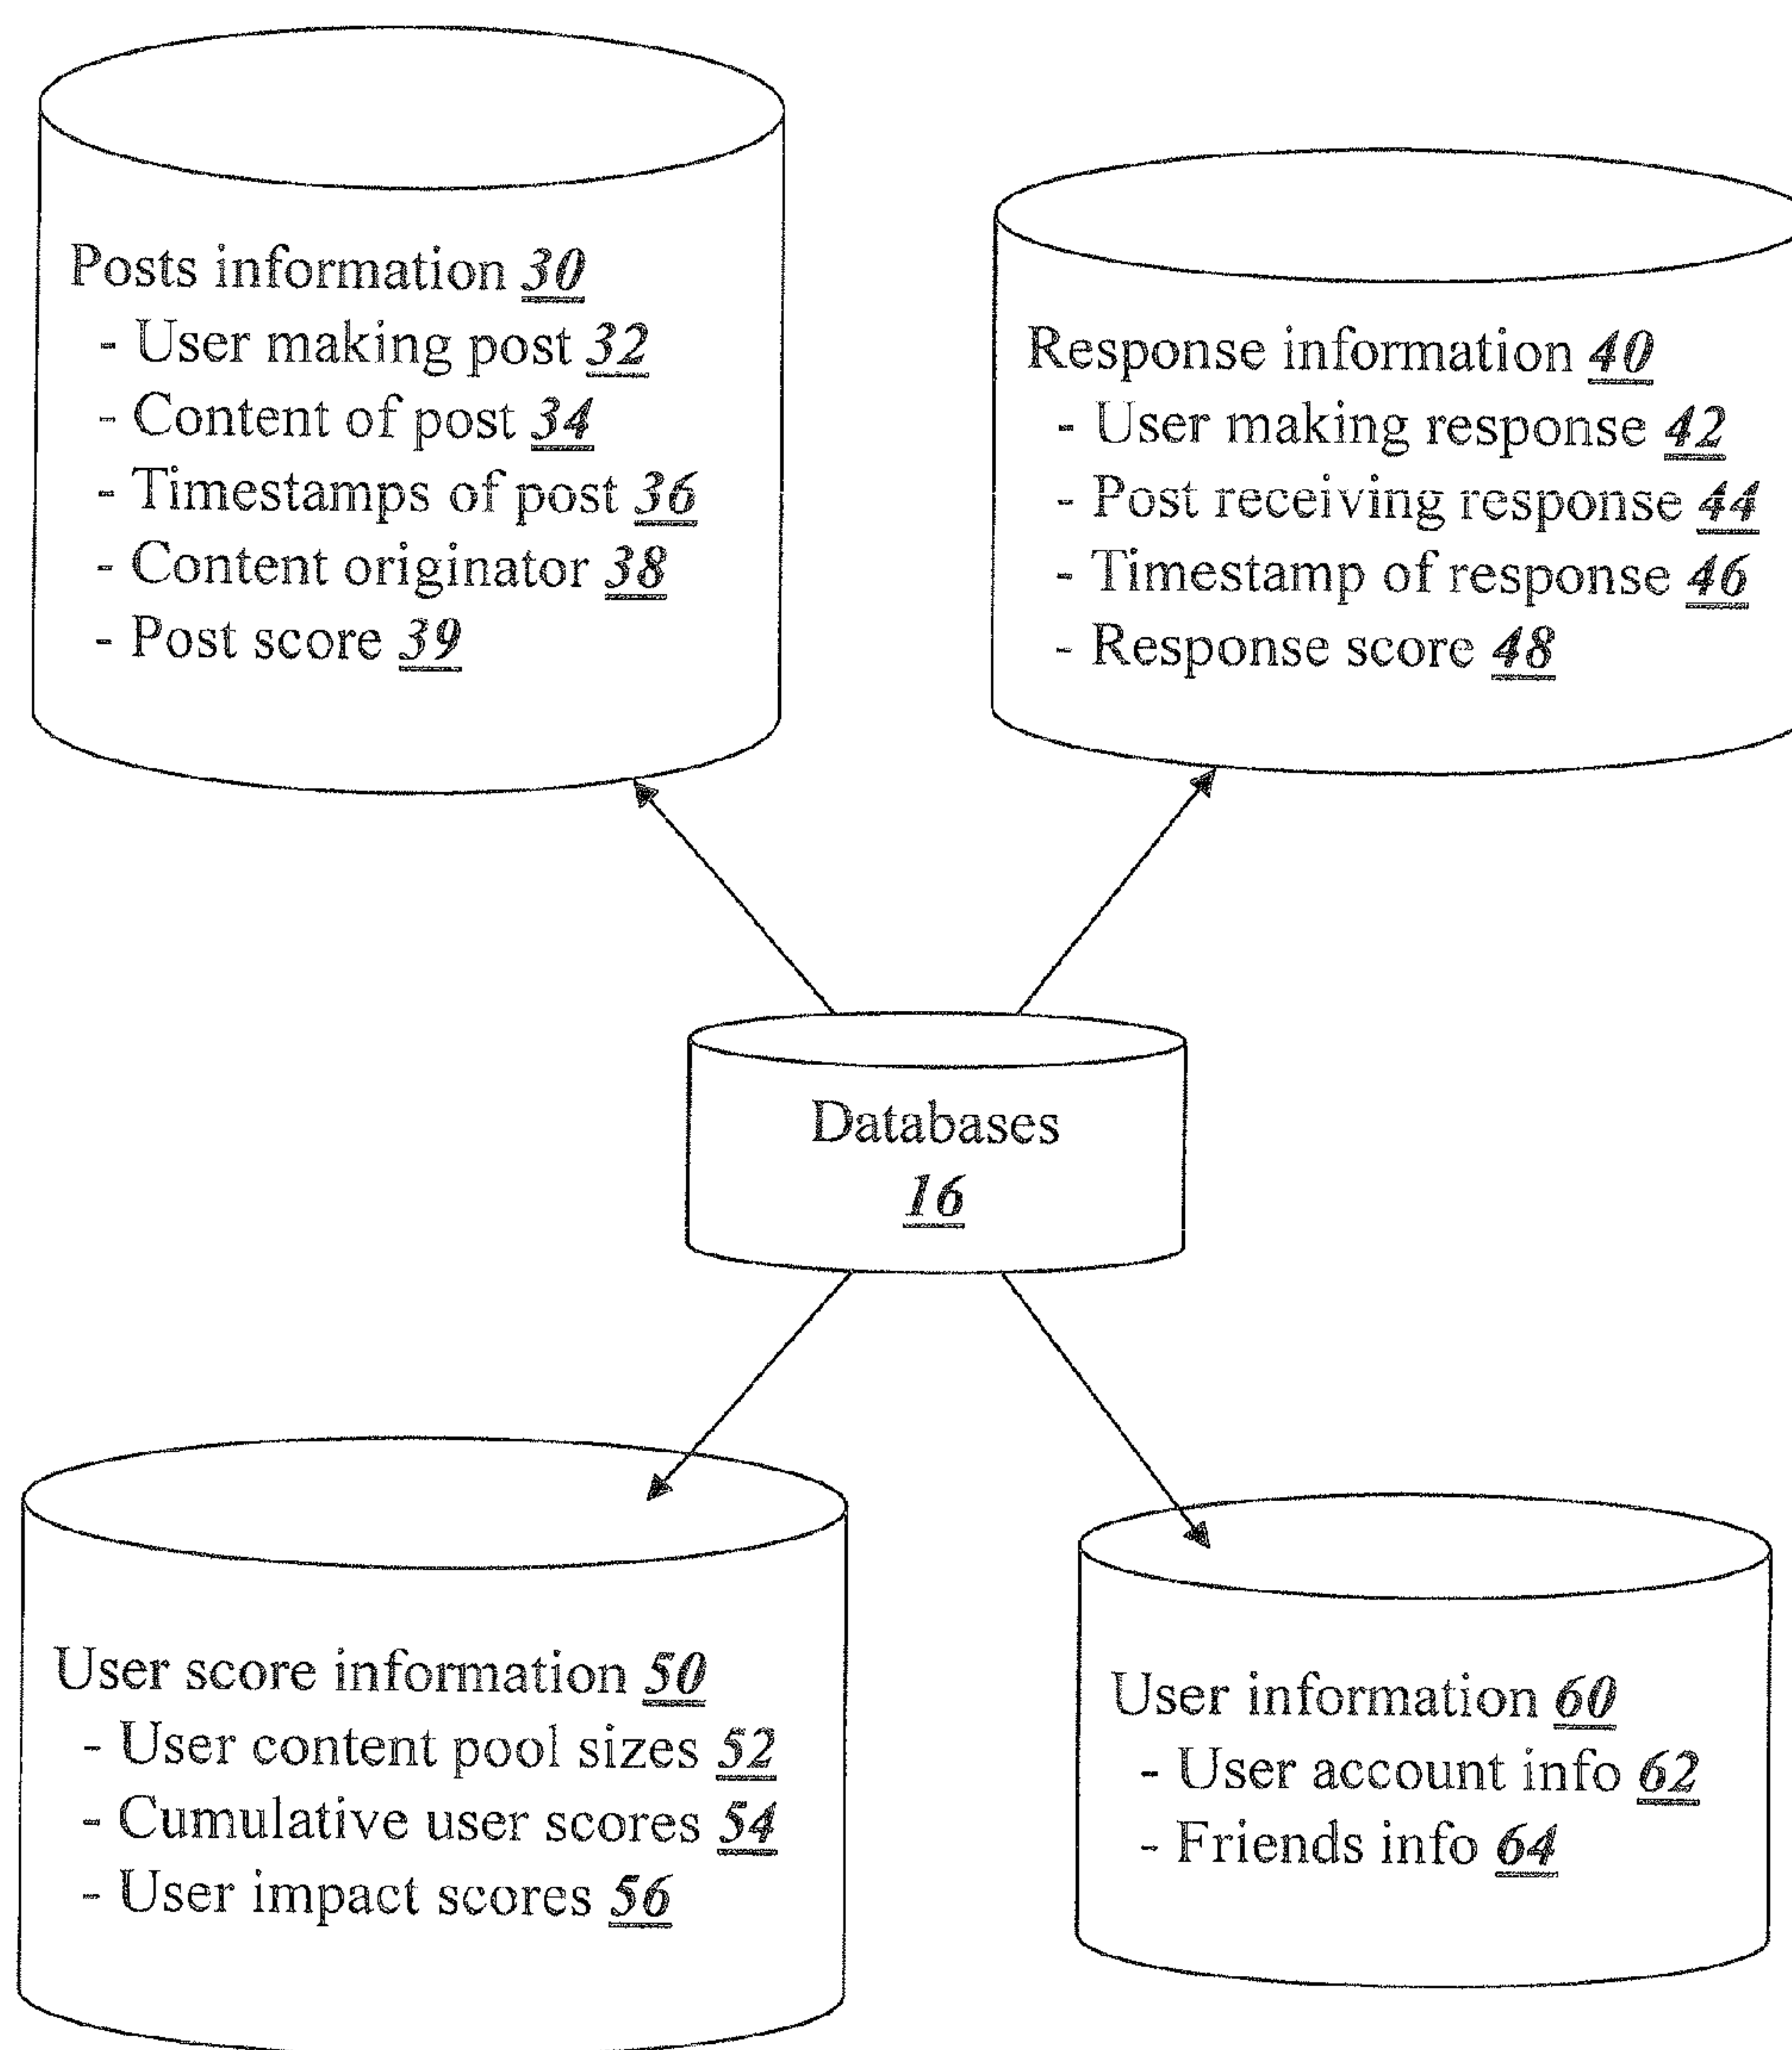 Posts information 30
- User making post 32
- Content of post 34
- Timestamps of post 36
- Content originator 38
- Post score 39
Response information 40
- User making response 42
- Post receiving response 44
- Timestamp of response 46
- Response score 48
Databases
16
User score information 50
- User content pool sizes 52
- Cumulative user scores 54
- User impact scores 56
User information 60
- User account info 62
- Friends info 64